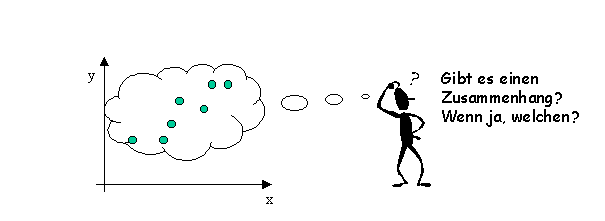 ?
y
Gibt es einen
Zusammenhang?
Wenn ja, welchen?
x